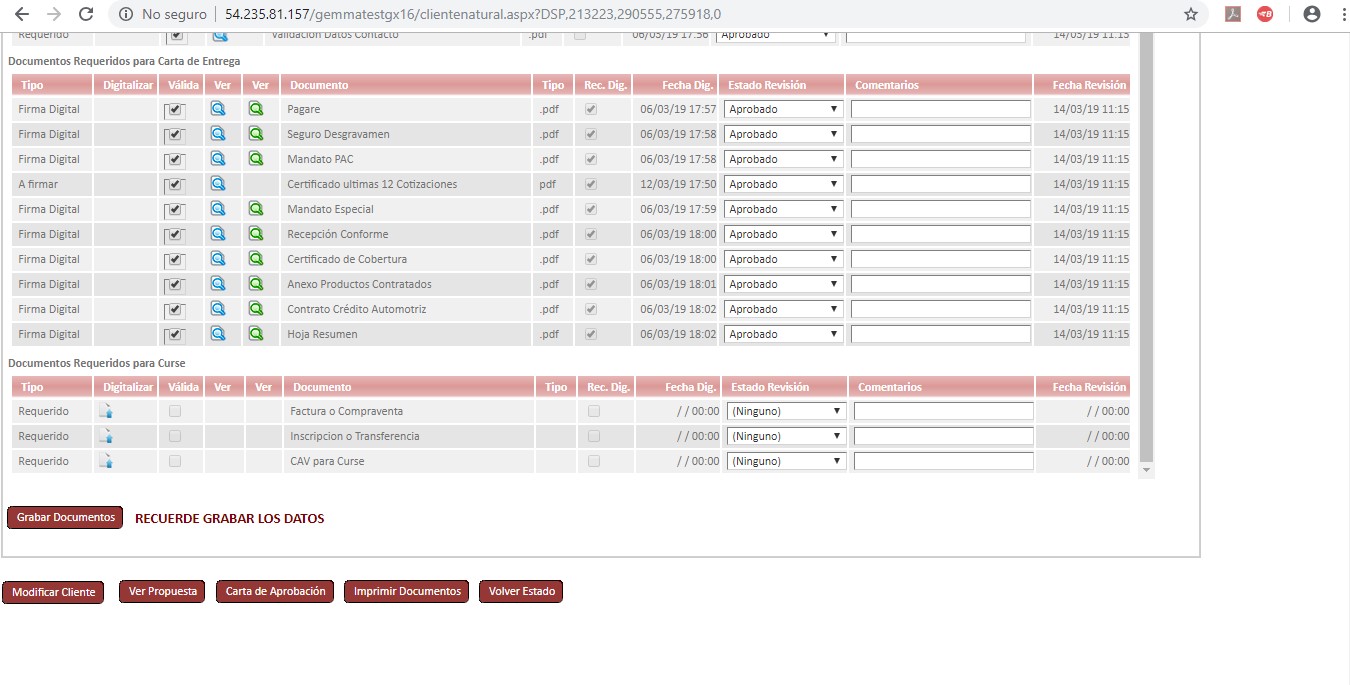 No seguro | 54.235.81.157/gemmatestgx16/clientenatural.aspx?DSP,213223,290555,275918,0
Requerido Validacion Datos Contacto .pdf 06/03/19 17:56 Aprobado 14/03/19 11:15
Documentos Requeridos para Carta de Entrega
Tipo Digitalizar Válida Ver Ver Documento Tipo Rec. Dig. Fecha Dig. Estado Revisión Comentarios Fecha Revisión
Firma Digital Pagare .pdf 06/03/19 17:57 Aprobado 14/03/19 11:15
Firma Digital Seguro Desgravamen .pdf 06/03/19 17:58 Aprobado 14/03/19 11:15
Firma Digital Mandato PAC .pdf 06/03/19 17:58 Aprobado 14/03/19 11:15
A firmar Certificado ultimas 12 Cotizaciones pdf 12/03/19 17:50 Aprobado 14/03/19 11:15
Firma Digital Mandato Especial .pdf 06/03/19 17:59 Aprobado 14/03/19 11:15
Firma Digital Recepción Conforme .pdf 06/03/19 18:00 Aprobado 14/03/19 11:15
Firma Digital Certificado de Cobertura .pdf 06/03/19 18:00 Aprobado 14/03/19 11:15
Firma Digital Anexo Productos Contratados .pdf 06/03/19 18:01 Aprobado 14/03/19 11:15
Firma Digital Contrato Crédito Automotriz .pdf 06/03/19 18:02 Aprobado 14/03/19 11:15
Firma Digital Hoja Resumen .pdf 06/03/19 18:02 Aprobado 14/03/19 11:15
Documentos Requeridos para Curse
Tipo Digitalizar Válida Ver Ver Documento Tipo Rec. Dig. Fecha Dig. Estado Revisión Comentarios Fecha Revisión
Requerido Factura o Compraventa / / 00:00 (Ninguno) / / 00:00
Requerido Inscripcion o Transferencia / / 00:00 (Ninguno) / / 00:00
Requerido CAV para Curse / / 00:00 (Ninguno) / / 00:00
Grabar Documentos RECUERDE GRABAR LOS DATOS
Modificar Cliente Ver Propuesta Carta de Aprobación Imprimir Documentos Volver Estado